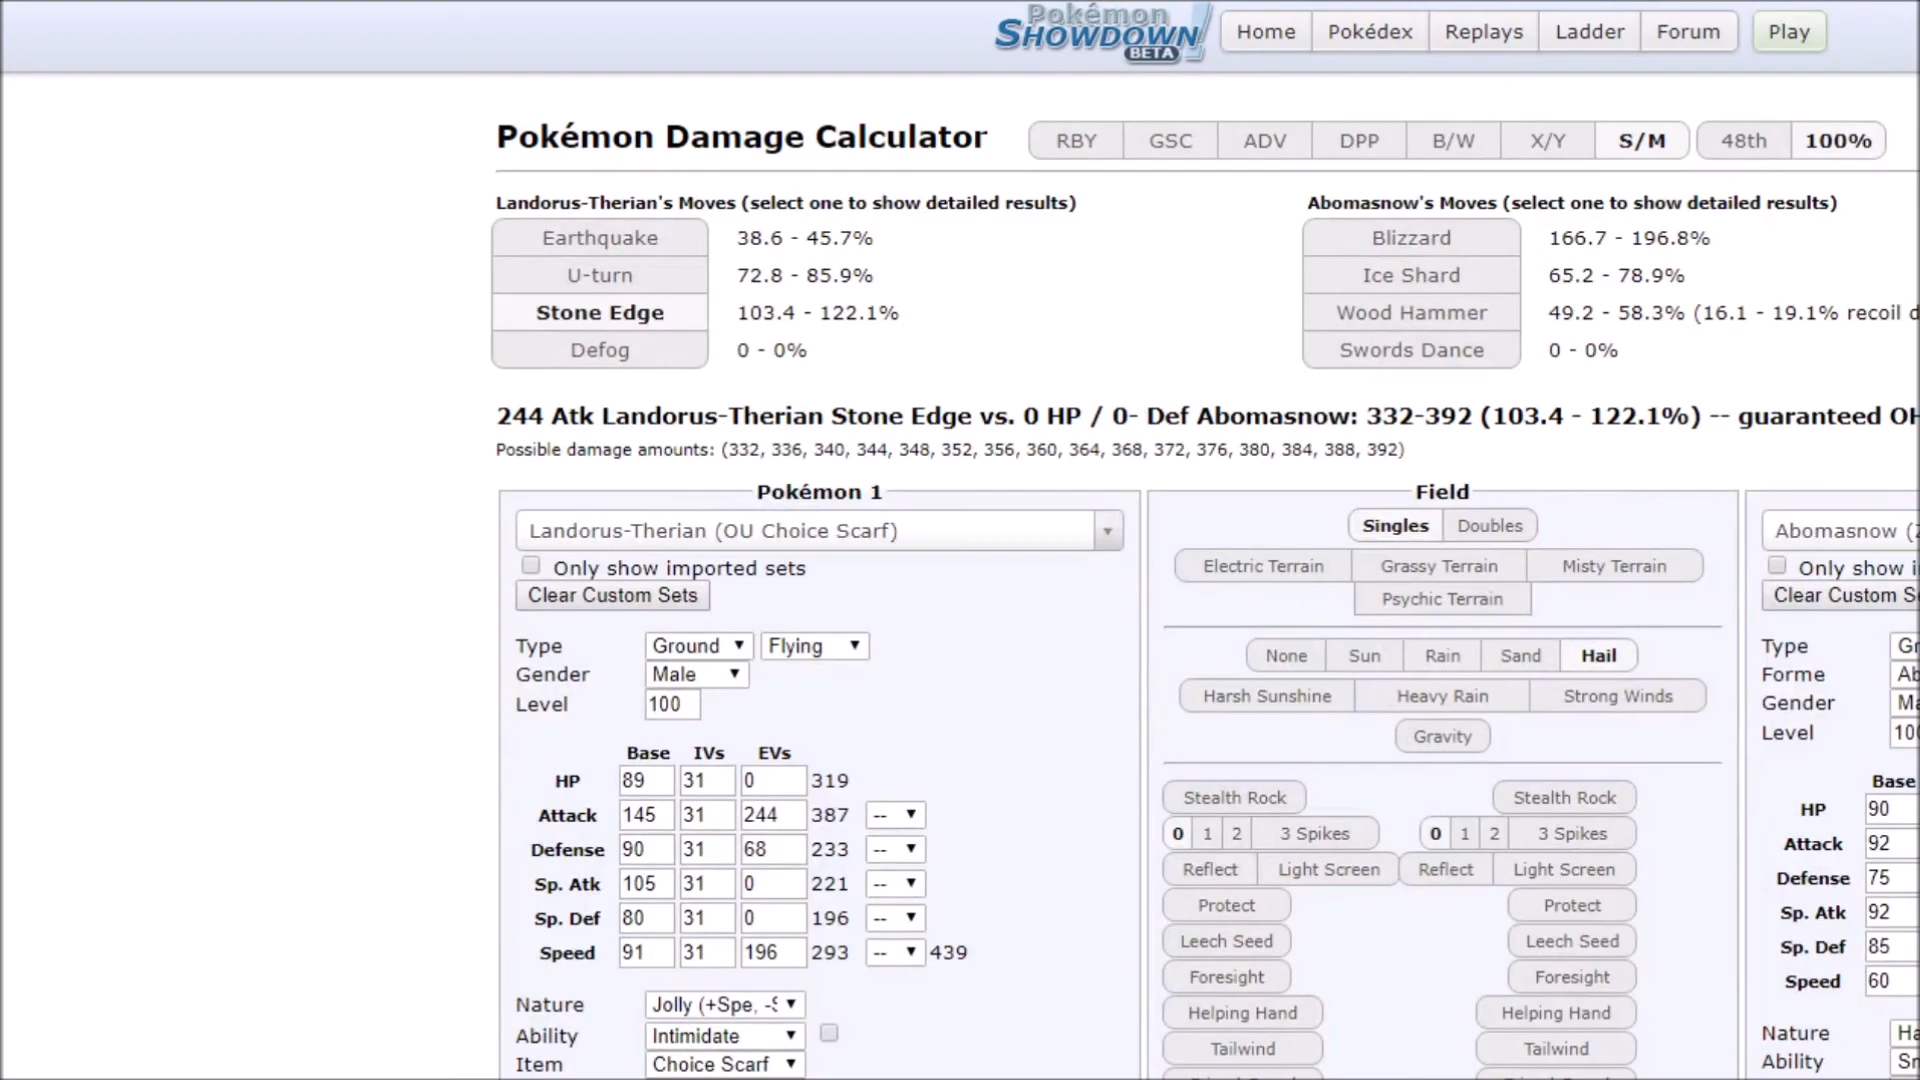 Pokémon
SHOWDOWN!
BETA
Home Pokédex Replays Ladder Forum Play
Pokémon Damage Calculator RBY GSC ADV DPP B/W X/Y S/M 48th 100%
Landorus-Therian's Moves (select one to show detailed results) Abomasnow's Moves (select one to show detailed results)
Earthquake 38.6 - 45.7% Blizzard 166.7 - 196.8%
U-turn 72.8 - 85.9% Ice Shard 65.2 - 78.9%
Stone Edge 103.4 - 122.1% Wood Hammer 49.2 - 58.3% (16.1 - 19.1% recoil d
Defog 0 - 0% Swords Dance 0 - 0%
244 Atk Landorus-Therian Stone Edge vs. 0 HP / 0- Def Abomasnow: 332-392 (103.4 - 122.1%) -- guaranteed OH
Possible damage amounts: (332, 336, 340, 344, 348, 352, 356, 360, 364, 368, 372, 376, 380, 384, 388, 392)
Pokémon 1 Field
Landorus-Therian (OU Choice Scarf) Singles Doubles Abomasnow (
Only show imported sets Electric Terrain Grassy Terrain Misty Terrain Only show i
Clear Custom Sets Psychic Terrain Clear Custom Se
Type Ground Flying None Sun Rain Sand Hail Type Gr
Gender Male Forme Ab
Level 100 Harsh Sunshine Heavy Rain Strong Winds Gender Ma
Gravity Level 100
Base IVs EVs Base
HP 89 31 0 319 Stealth Rock Stealth Rock HP 90
Attack 145 31 244 387 -- 0 1 2 3 Spikes 0 1 2 3 Spikes Attack 92
Defense 90 31 68 233 -- Reflect Light Screen Reflect Light Screen Defense 75
Sp. Atk 105 31 0 221 -- Protect Protect Sp. Atk 92
Sp. Def 80 31 0 196 -- Leech Seed Leech Seed Sp. Def 85
Speed 91 31 196 293 -- 439 Foresight Foresight Speed 60
Nature Jolly (+Spe, -S Helping Hand Helping Hand Nature Ha
Ability Intimidate Tailwind Tailwind Ability Sn
Item Choice Scarf